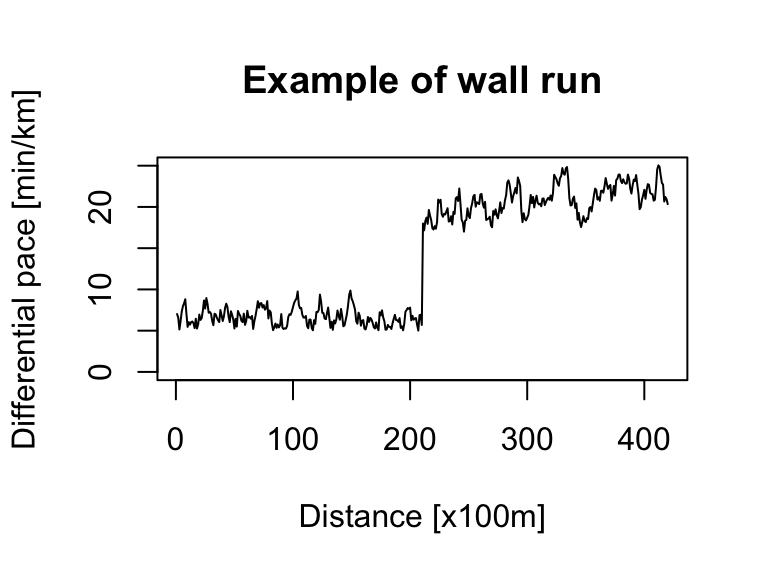 Example of wall run
Differential pace [min/km]
20
10
0
0 100 200 300 400
Distance [x100m]